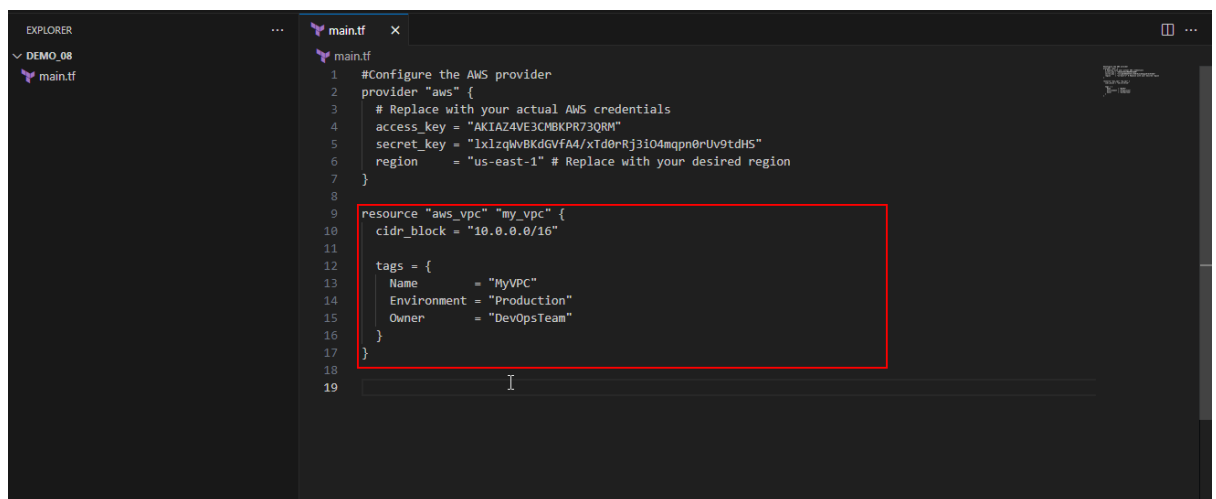 EXPLORER
···
main.tf
×
DEMO_08
main.tf
main.tf
1 #Configure the AWS provider
2 provider "aws" {
3 # Replace with your actual AWS credentials
4 access_key = "AKIAZ4VE3CMBKPR73QRM"
5 secret_key =
6 region = "us-east-1" # Replace with your desired region
7 }
8
9 resource "aws_vpc" "my_vpc" {
10 cidr_block = "10.0.0.0/16"
11
12 tags = {
13 Name = "MyVPC"
14 Environment = "Production"
15 Owner = "DevOpsTeam"
16 }
17 }
18
19